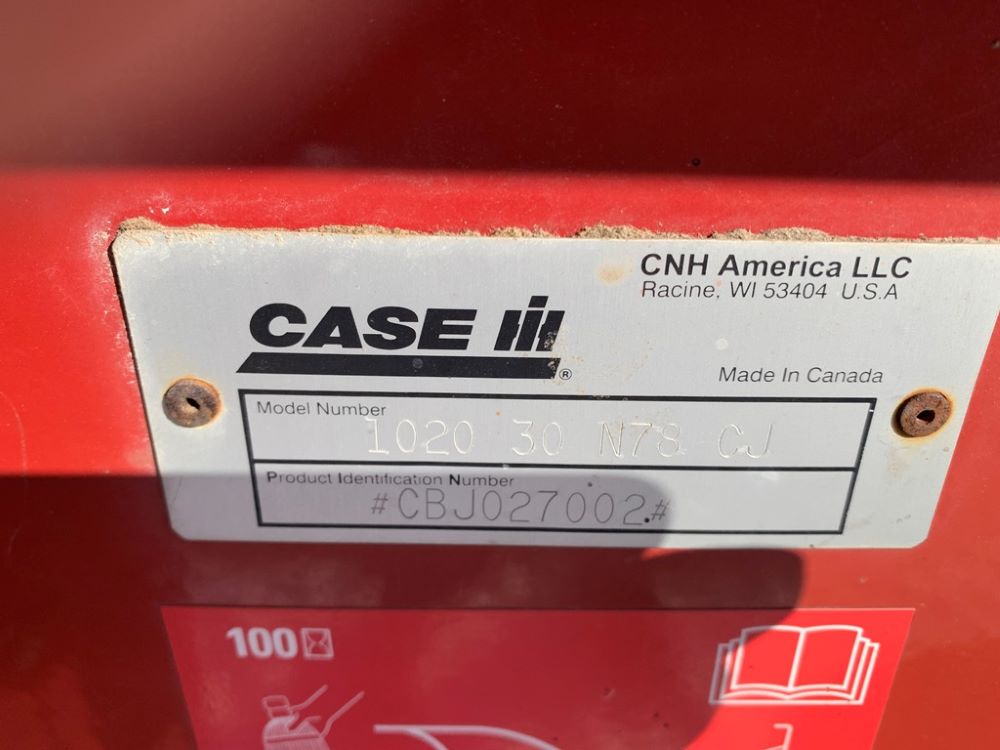 CNH America LLC
Racine, WI 53404 U.S.A
CASE IH
®
Made In Canada
Model Number
1020 30 N78 CJ
Product Identification Number
#CBJ027002#
100